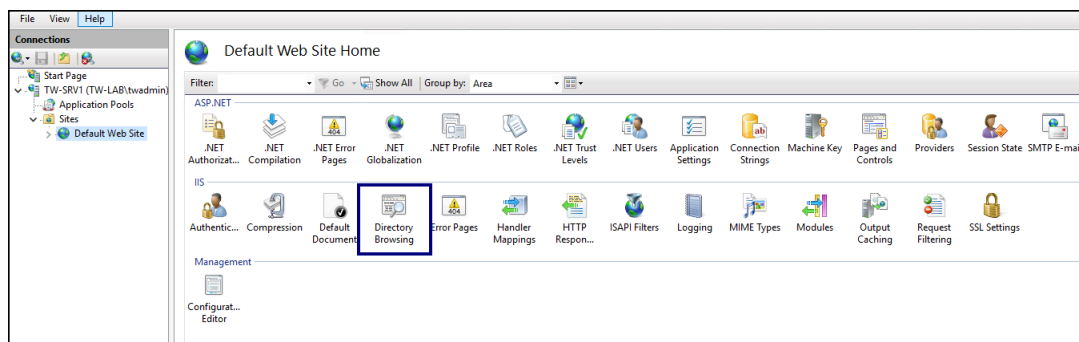 File View Help
Connections
Start Page
TW-SRV1 (TW-LAB\twadmin)
Application Pools
Sites
Default Web Site
Default Web Site Home
Filter: Go Show All Group by: Area
ASP.NET
.NET Authorizat...
.NET Compilation
.NET Error Pages
.NET Globalization
.NET Profile
.NET Roles
.NET Trust Levels
.NET Users
Application Settings
Connection Strings
Machine Key
Pages and Controls
Providers
Session State
SMTP E-mai
IIS
Authentic...
Compression
Default Document
Directory Browsing
Error Pages
Handler Mappings
HTTP Respon...
ISAPI Filters
Logging
MIME Types
Modules
Output Caching
Request Filtering
SSL Settings
Management
Configurat... Editor